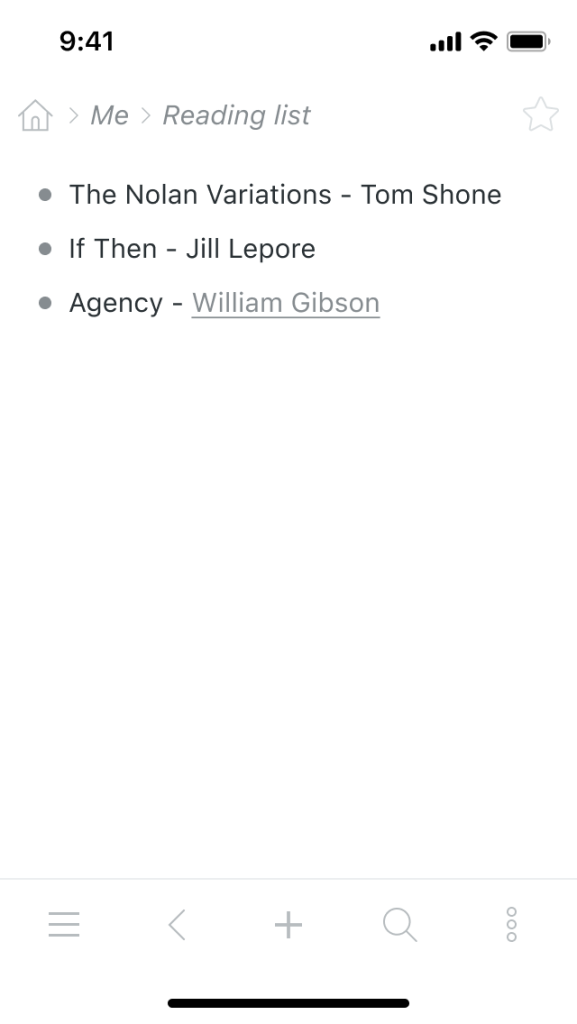 9:41
Me > Reading list
The Nolan Variations - Tom Shone
If Then - Jill Lepore
Agency - William Gibson